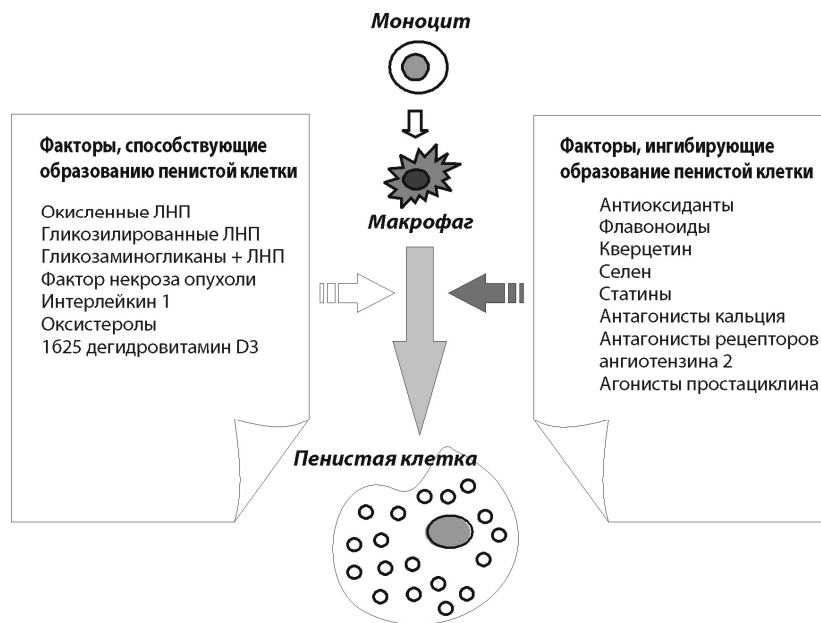 Моноцит
Факторы, способствующие
образованию пенистой клетки
Окисленные ЛНП
Гликозилированные ЛНП
Гликозаминогликаны + ЛНП
Фактор некроза опухоли
Интерлейкин 1
Оксистеролы
1625 дегидровитамин D3
Макрофаг
Факторы, ингибирующие
образование пенистой клетки
Антиоксиданты
Флавоноиды
Кверцетин
Селен
Статины
Антагонисты кальция
Антагонисты рецепторов
ангиотензина 2
Агонисты простациклина
Пенистая клетка